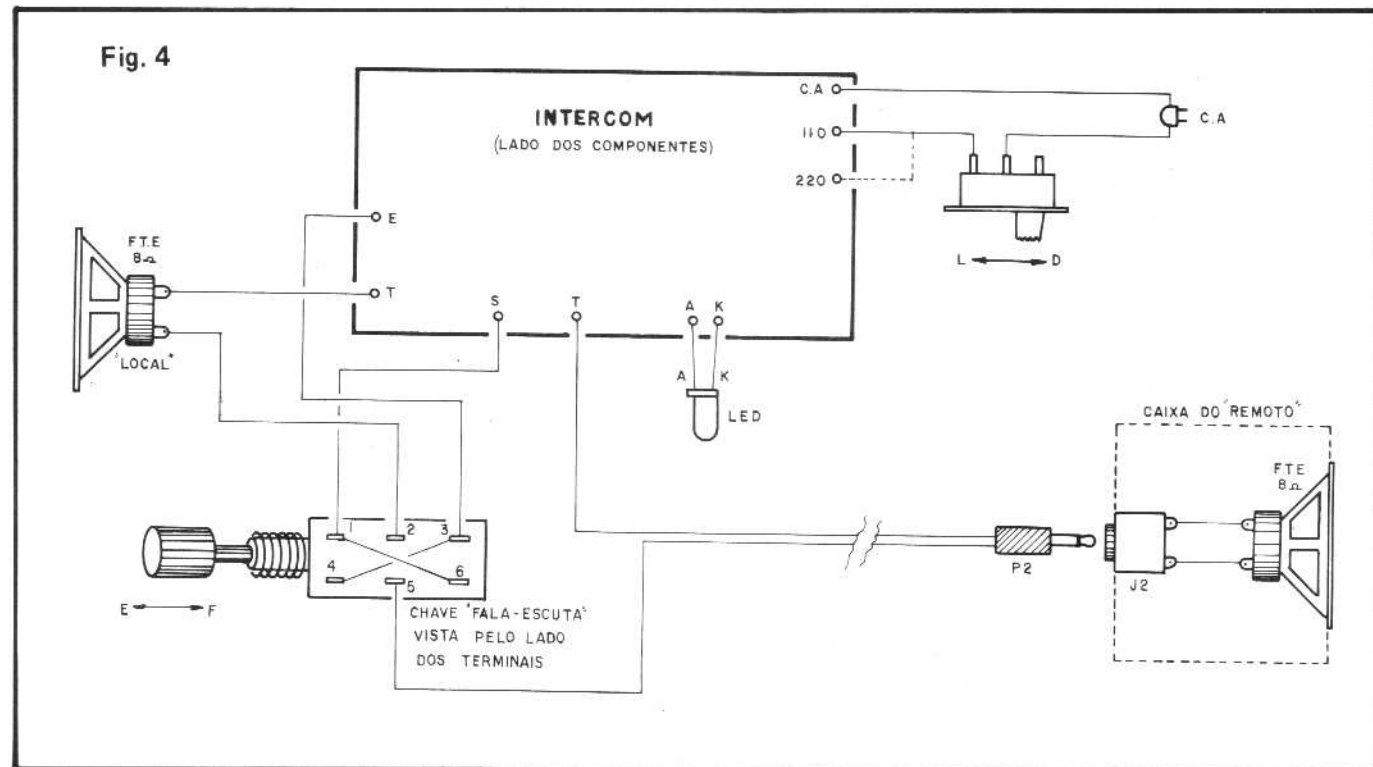 Fig. 4
INTERCOM
(LADO DOS COMPONENTES)
C.A
110
220
C.A
L D
E
T
F.T.E
8Ω
"LOCAL"
S
T
A
K
A
K
LED
CAIXA DO "REMOTO"
F.T.E
8Ω
P2
J2
1
2
3
4
5
6
E F
CHAVE "FALA-ESCUTA"
VISTA PELO LADO
DOS TERMINAIS